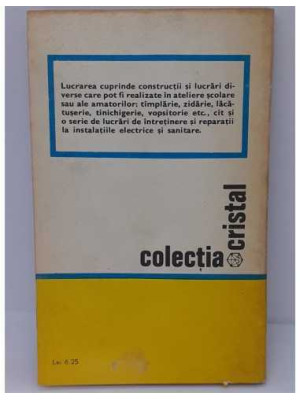 Lucrarea cuprinde construcții si lucrări di-
verse care pot fi realizate în ateliere școlare
sau ale amatorilor: tîmplărie, zidărie, lăcă-
tușerie, tinichigerie, vopsitorie etc., cît și
o serie de lucrări de întreținere și reparații
la instalațiile electrice și sanitare.
colecția
cristal
Lei 6.25